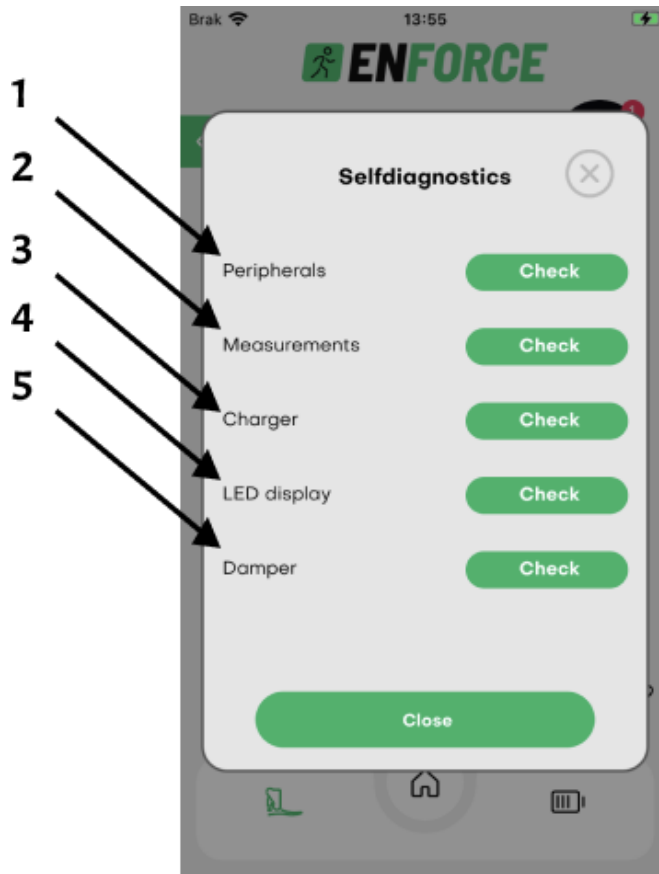 Brak 13:55
ENFORCE
1
1
Selfdiagnostics
2
Peripherals Check
3
Measurements Check
4
Charger Check
5
LED display Check
Damper Check
Close